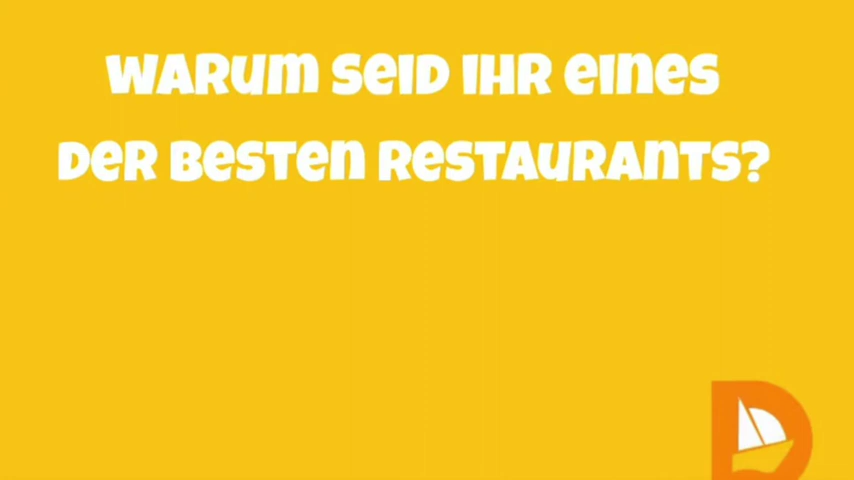 Warum seid ihr eines
der besten Restaurants?
D